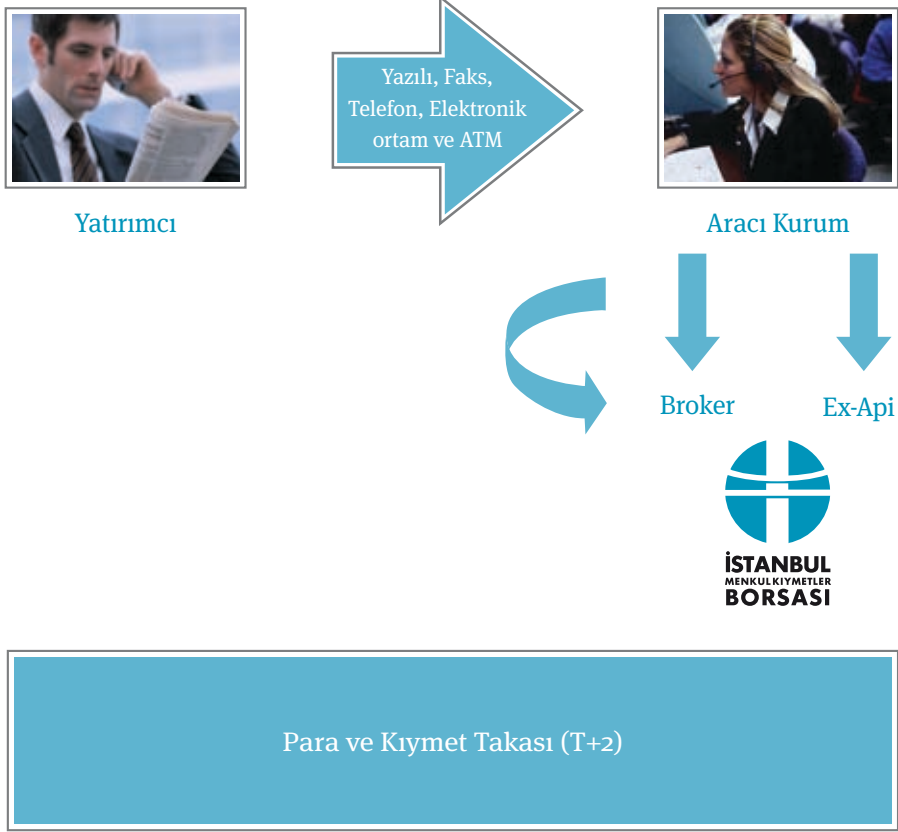 Yazılı, Faks,
Telefon, Elektronik
ortam ve ATM
Yatırımcı
Aracı Kurum
Broker
Ex-Api
İSTANBUL
MENKUL KIYMETLER
BORSASI
Para ve Kıymet Takası (T+2)